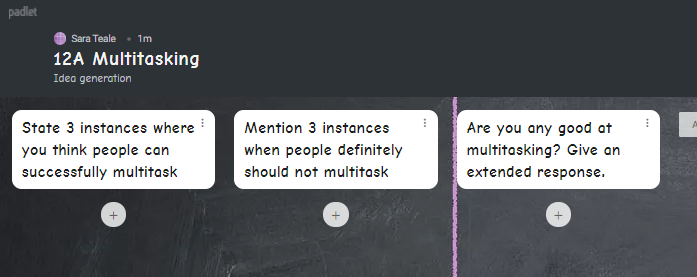 padlet
Sara Teale • 1m
12A Multitasking
Idea generation
State 3 instances where
you think people can
successfully multitask
Mention 3 instances
when people definitely
should not multitask
Are you any good at
multitasking? Give an
extended response.